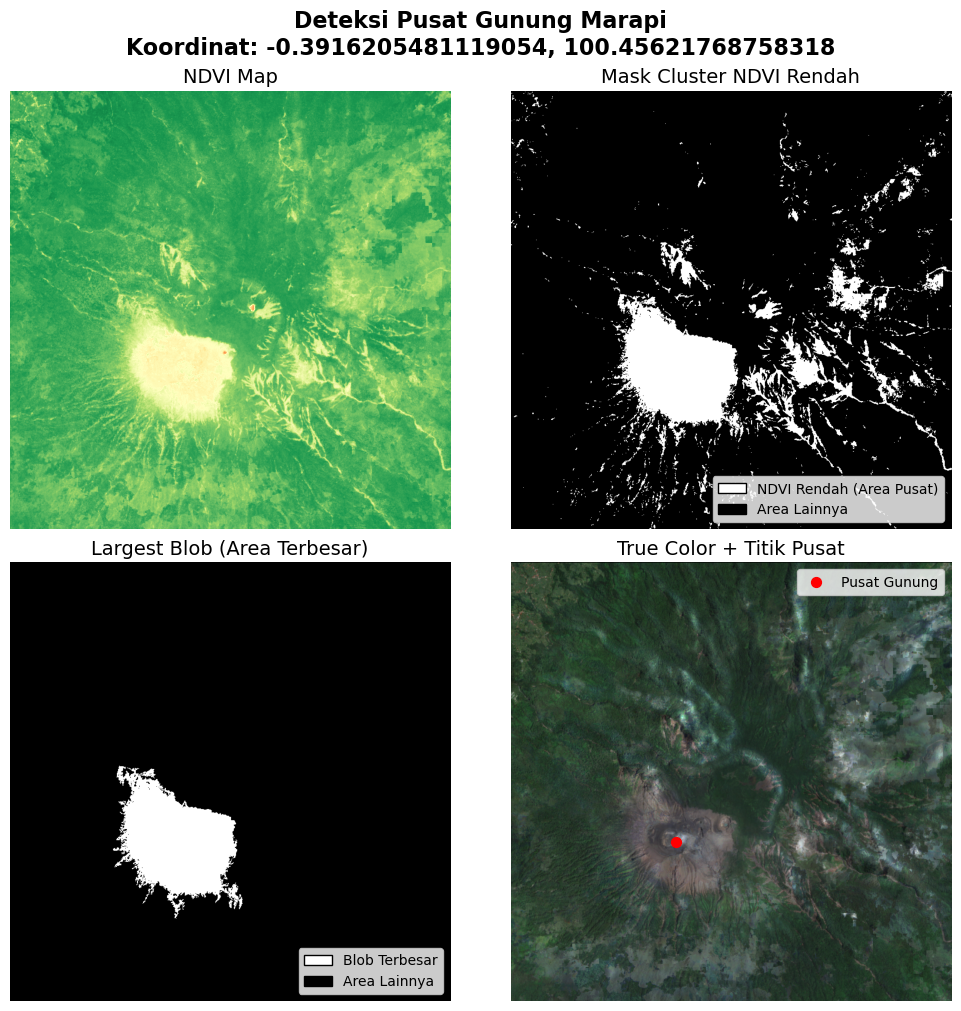 Deteksi Pusat Gunung Marapi
Koordinat: -0.3916205481119054, 100.45621768758318
NDVI Map
Mask Cluster NDVI Rendah
NDVI Rendah (Area Pusat)
Area Lainnya
Largest Blob (Area Terbesar)
True Color + Titik Pusat
Pusat Gunung
Blob Terbesar
Area Lainnya